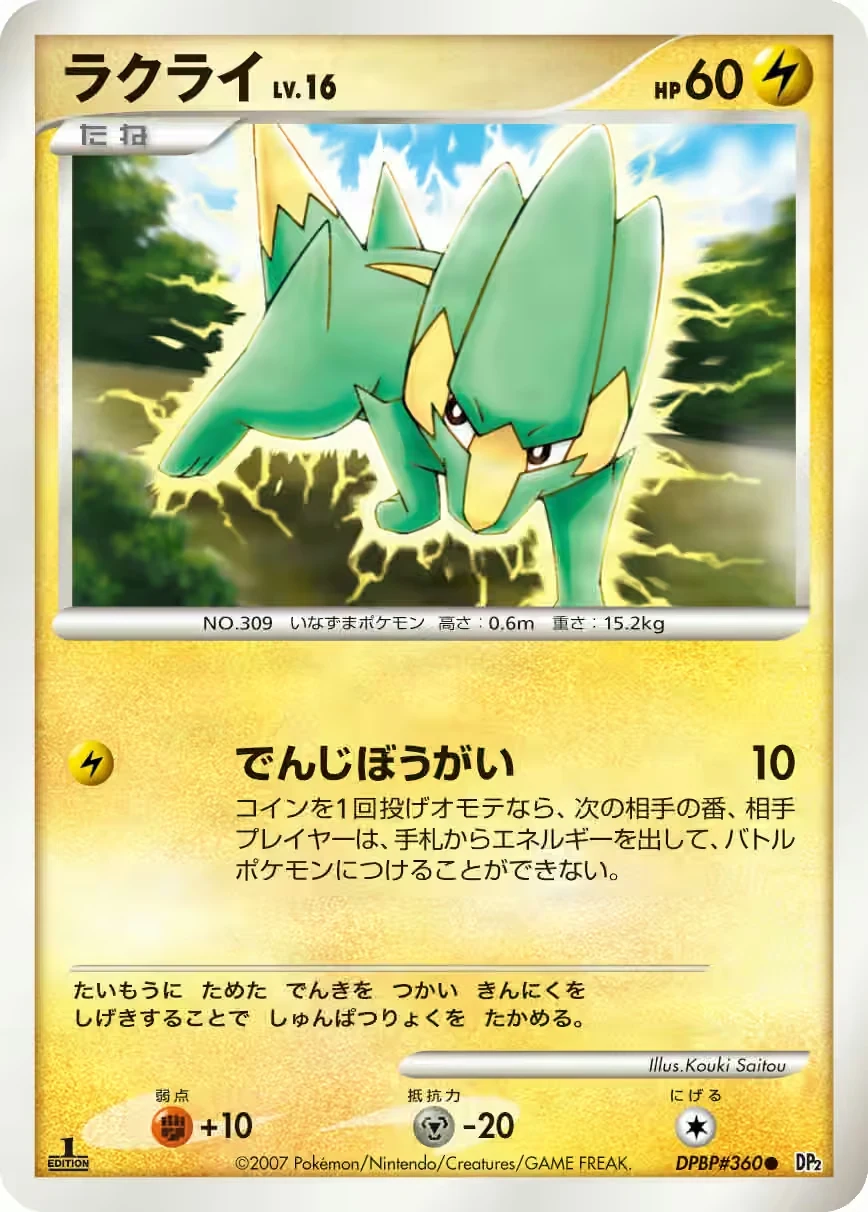 ラクライ LV.16 HP 60
たね
NO.309 いなずまポケモン 高さ:0.6m 重さ:15.2kg
でんじぼうがい 10
コインを1回投げオモテなら、次の相手の番、相手
プレイヤーは、手札からエネルギーを出して、バトル
ポケモンにつけることができない。
たいもうに ためた でんきを つかい きんにくを
しげきすることで しゅんぱつりょくを たかめる。
Illus.Kouki Saitou
弱点 抵抗力 にげる
+10 -20
1 EDITION
©2007 Pokémon/Nintendo/Creatures/GAME FREAK. DPBP#360● DP2